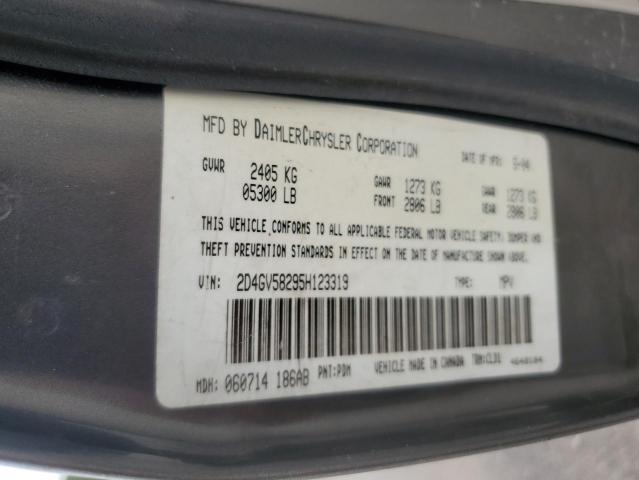 MFD BY DAIMLERCHRYSLER CORPORATION DATE OF MFR: 9-04
GVWR 2405 KG GAWR 1273 KG GAWR 1273 KG
05300 LB FRONT 2806 LB REAR 2806 LB
THIS VEHICLE CONFORMS TO ALL APPLICABLE FEDERAL MOTOR VEHICLE SAFETY, BUMPER AND
THEFT PREVENTION STANDARDS IN EFFECT ON THE DATE OF MANUFACTURE SHOWN ABOVE.
VIN: 2D4GV58295H123319 TYPE: MPV
MDH: 060714 186AB PNT:PDM VEHICLE MADE IN CANADA TRM:CLD1